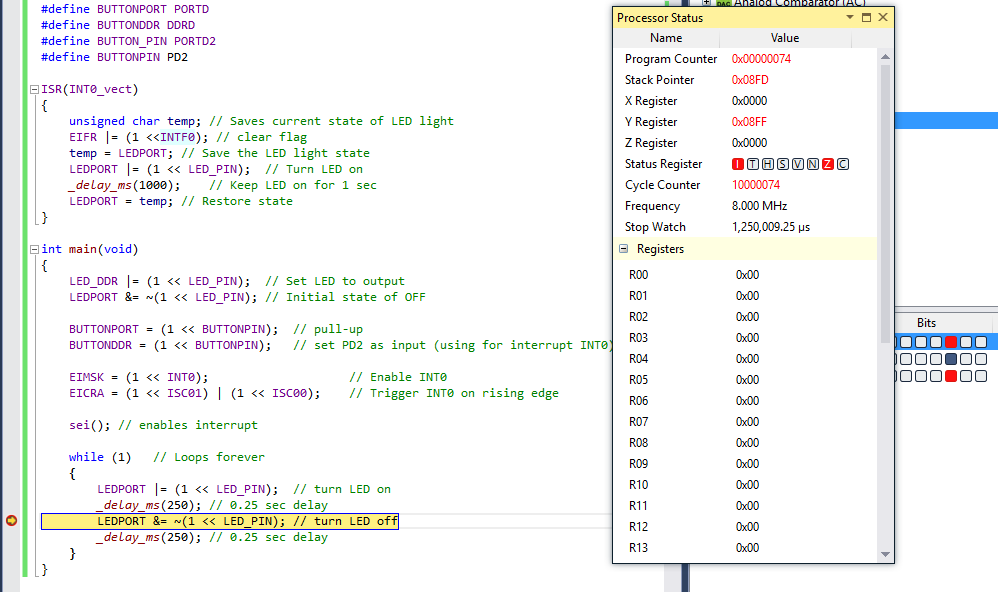 #define BUTTONPORT PORTD
#define BUTTONDDR DDRD
#define BUTTON_PIN PORTD2
#define BUTTONPIN PD2
ISR(INT0_vect)
{
unsigned char temp; // Saves current state of LED light
EIFR |= (1 <<INTF0); // clear flag
temp = LEDPORT; // Save the LED light state
LEDPORT |= (1 << LED_PIN);  // Turn LED on
_delay_ms(1000);    // Keep LED on for 1 sec
LEDPORT = temp; // Restore state
}
int main(void)
{
LED_DDR |= (1 << LED_PIN);  // Set LED to output
LEDPORT &= ~(1 << LED_PIN); // Initial state of OFF
BUTTONPORT = (1 << BUTTONPIN);  // pull-up
BUTTONDDR = (1 << BUTTONPIN);   // set PD2 as input (using for interrupt INT0)
EIMSK = (1 << INT0);                    // Enable INT0
EICRA = (1 << ISC01) | (1 << ISC00);    // Trigger INT0 on rising edge
sei(); // enables interrupt
while (1)   // Loops forever
{
LEDPORT |= (1 << LED_PIN);  // turn LED on
_delay_ms(250); // 0.25 sec delay
LEDPORT &= ~(1 << LED_PIN); // turn LED off
_delay_ms(250); // 0.25 sec delay
}
}
Analog Comparator (AC)
Processor Status
Name Value
Program Counter 0x00000074
Stack Pointer 0x08FD
X Register 0x0000
Y Register 0x08FF
Z Register 0x0000
Status Register I T H S V N Z C
Cycle Counter 10000074
Frequency 8.000 MHz
Stop Watch 1,250,009.25 µs
Registers
R00 0x00
R01 0x00
R02 0x00
R03 0x00
R04 0x00
R05 0x00
R06 0x00
R07 0x00
R08 0x00
R09 0x00
R10 0x00
R11 0x00
R12 0x00
R13 0x00
Bits